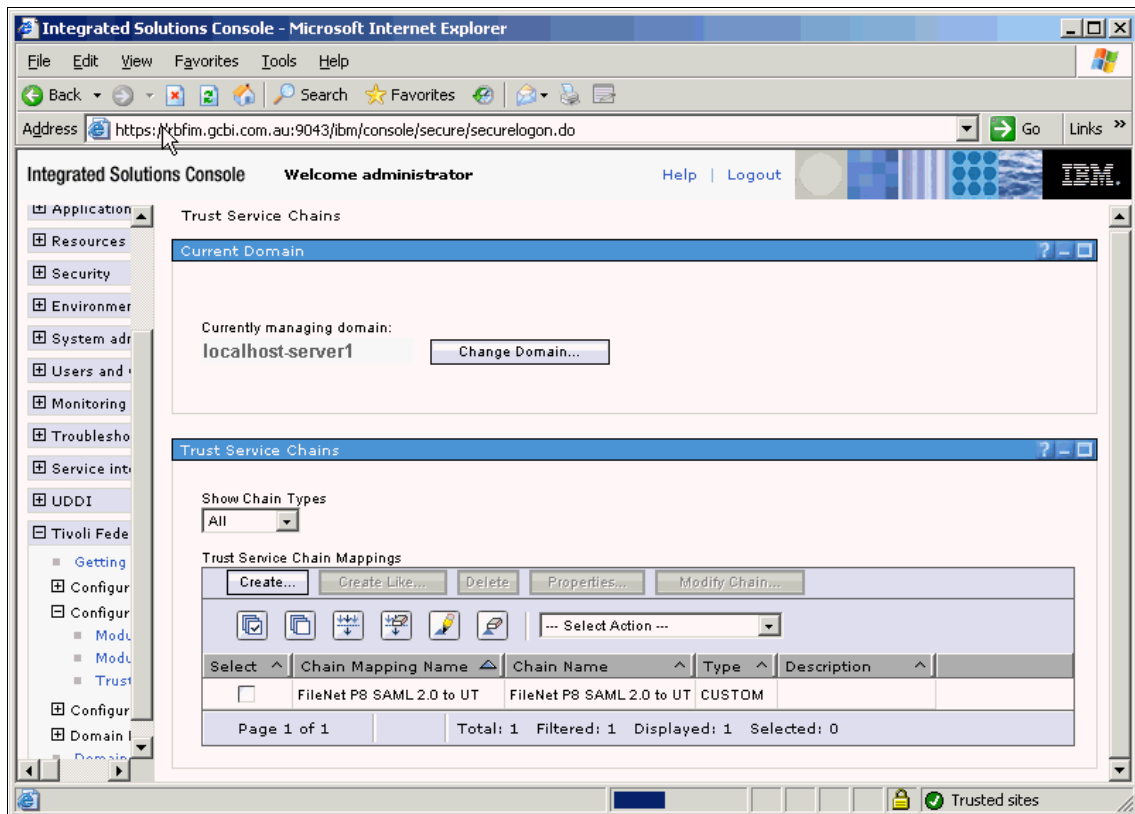 Integrated Solutions Console - Microsoft Internet Explorer
File Edit View Favorites Tools Help
Back Search Favorites
Address https://rbfim.gcbi.com.au:9043/ibm/console/secure/securelogon.do Go Links »
Integrated Solutions Console Welcome administrator Help | Logout IBM.
Application
Trust Service Chains
Resources
Current Domain
Security
Environmer
Currently managing domain:
System adr
localhost-server1 Change Domain...
Users and
Monitoring
Troublesho
Trust Service Chains
Service inte
UDDI
Show Chain Types
All
Tivoli Fede
Getting
Trust Service Chain Mappings
Configur
Create... Create Like... Delete Properties... Modify Chain...
Configur
Modu
--- Select Action ---
Modu
Select Chain Mapping Name Chain Name Type Description
Trust
FileNet P8 SAML 2.0 to UT FileNet P8 SAML 2.0 to UT CUSTOM
Configur
Page 1 of 1 Total: 1 Filtered: 1 Displayed: 1 Selected: 0
Domain
Domain
Trusted sites